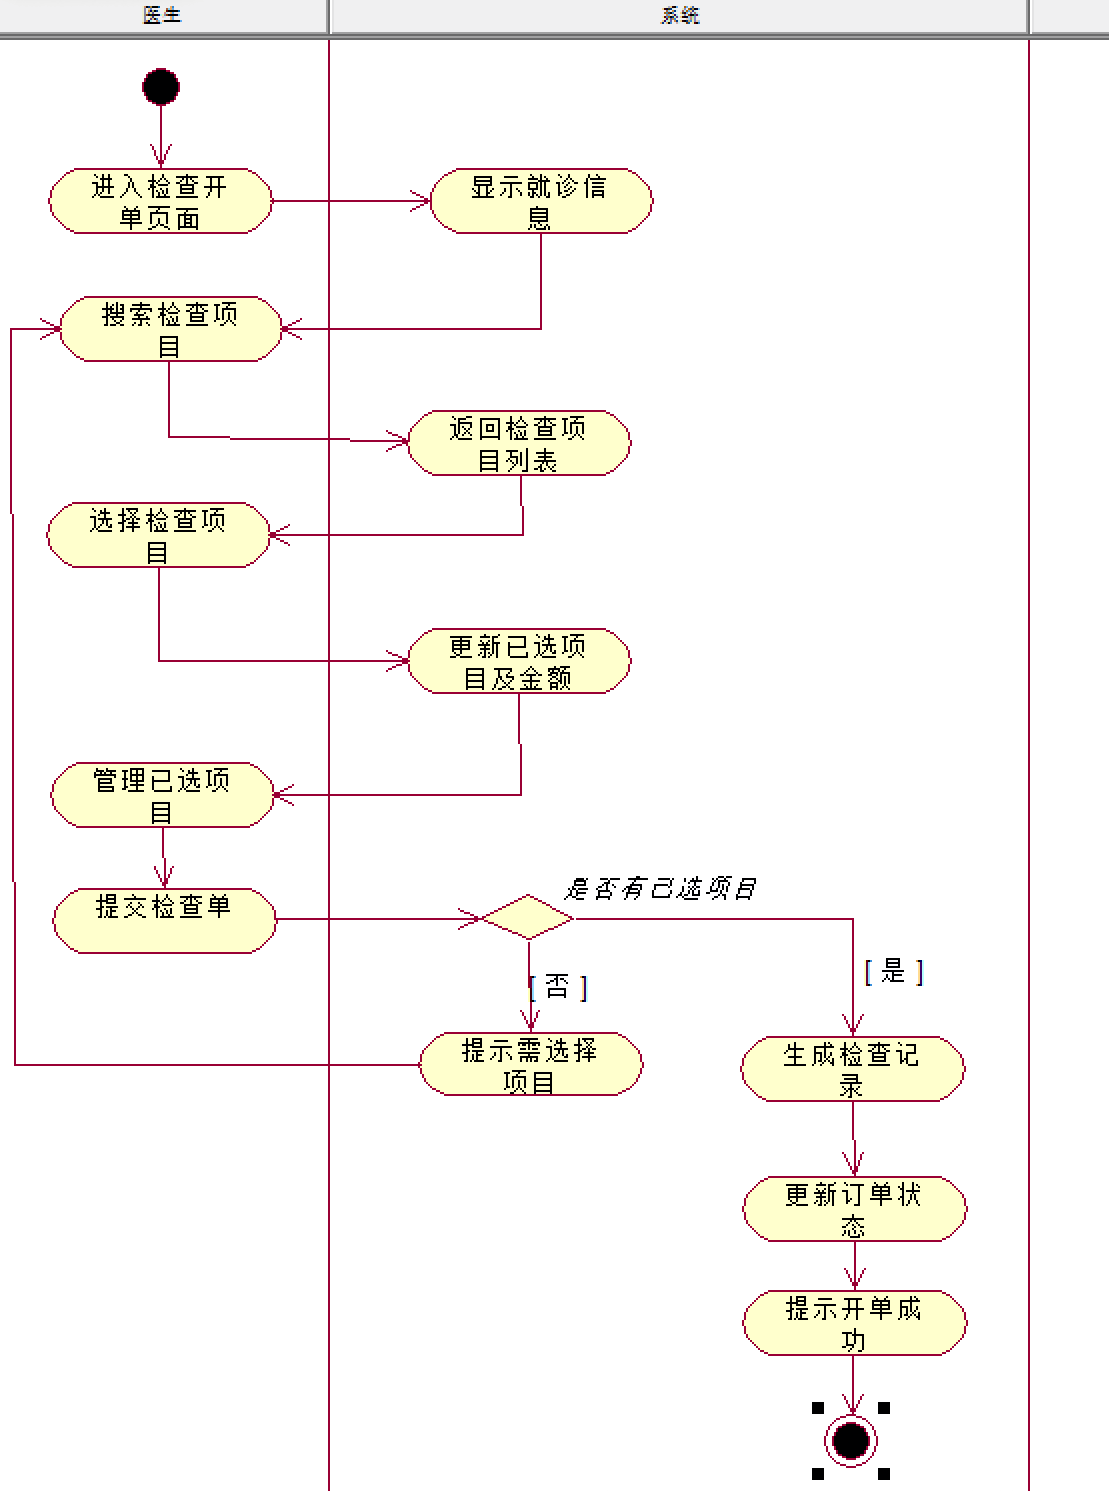 医生
系统
进入检查开
单页面
显示就诊信
息
搜索检查项
目
返回检查项
目列表
选择检查项
目
更新已选项
目及金额
管理已选项
目
提交检查单
是否有已选项目
[ 是 ]
[ 否 ]
提示需选择
项目
生成检查记
录
更新订单状
态
提示开单成
功